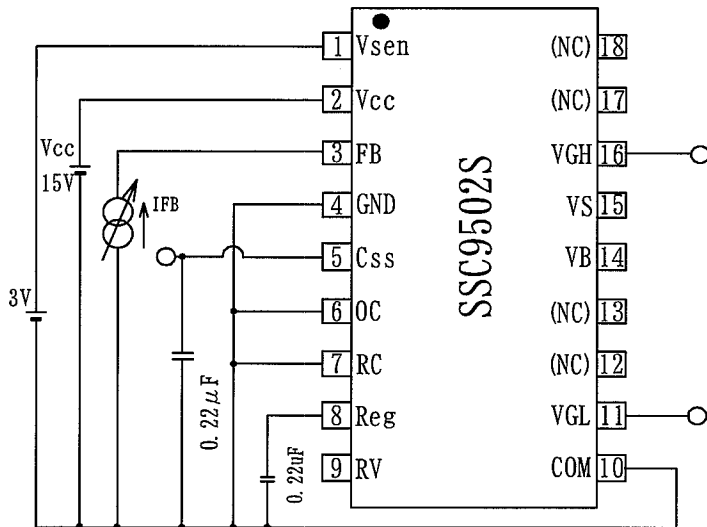 1 Vsen
2 Vcc
3 FB
4 GND
5 Css
6 OC
7 RC
8 Reg
9 RV
SSC9502S
(NC) 18
(NC) 17
VGH 16
VS 15
VB 14
(NC) 13
(NC) 12
VGL 11
COM 10
Vcc
15V
IFB
3V
0.22μF
0.22uF